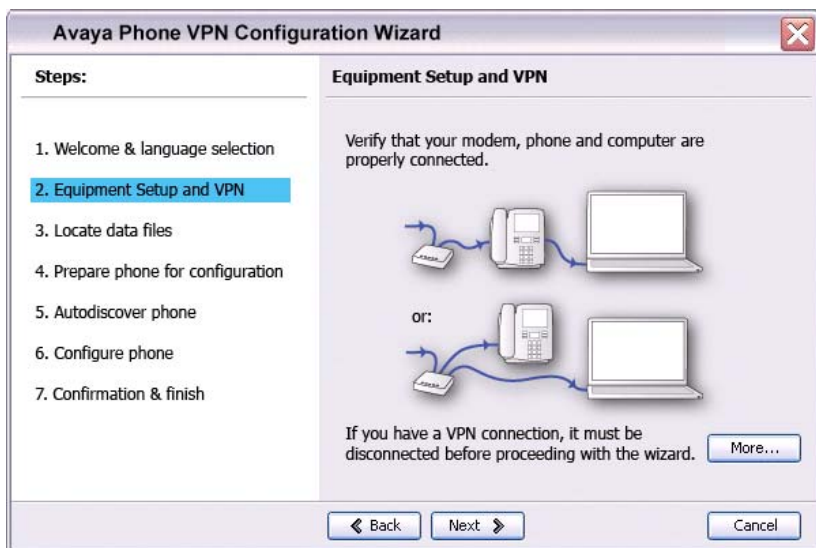 Avaya Phone VPN Configuration Wizard
Steps:
1. Welcome & language selection
2. Equipment Setup and VPN
3. Locate data files
4. Prepare phone for configuration
5. Autodiscover phone
6. Configure phone
7. Confirmation & finish
Equipment Setup and VPN
Verify that your modem, phone and computer are
properly connected.
or:
If you have a VPN connection, it must be
disconnected before proceeding with the wizard.
More...
Back
Next
Cancel